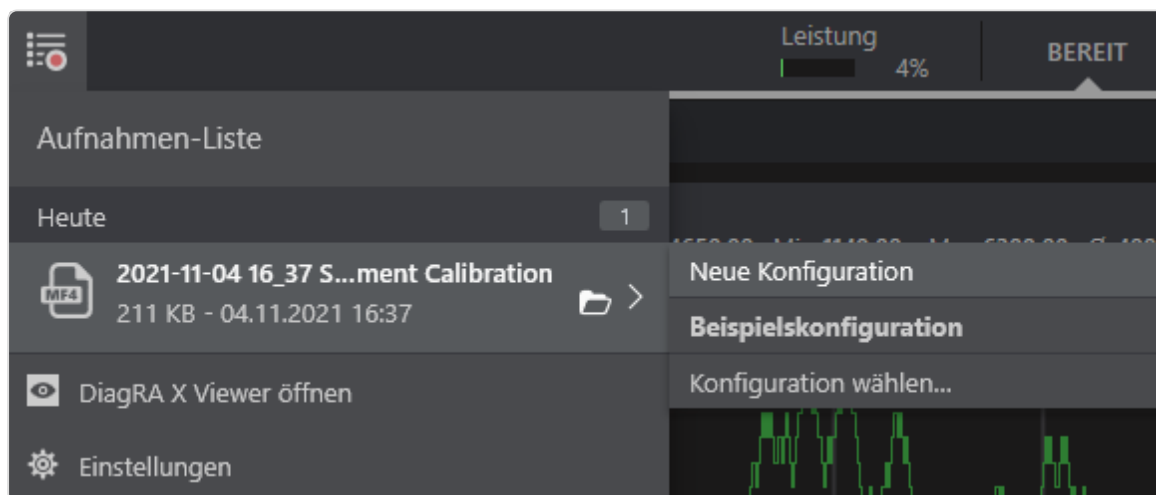 Leistung
4%
BEREIT
Aufnahmen-Liste
Heute
1
MF4
2021-11-04 16_37 S...ment Calibration
211 KB - 04.11.2021 16:37
Neue Konfiguration
Beispielskonfiguration
Konfiguration wählen...
DiagRA X Viewer öffnen
Einstellungen